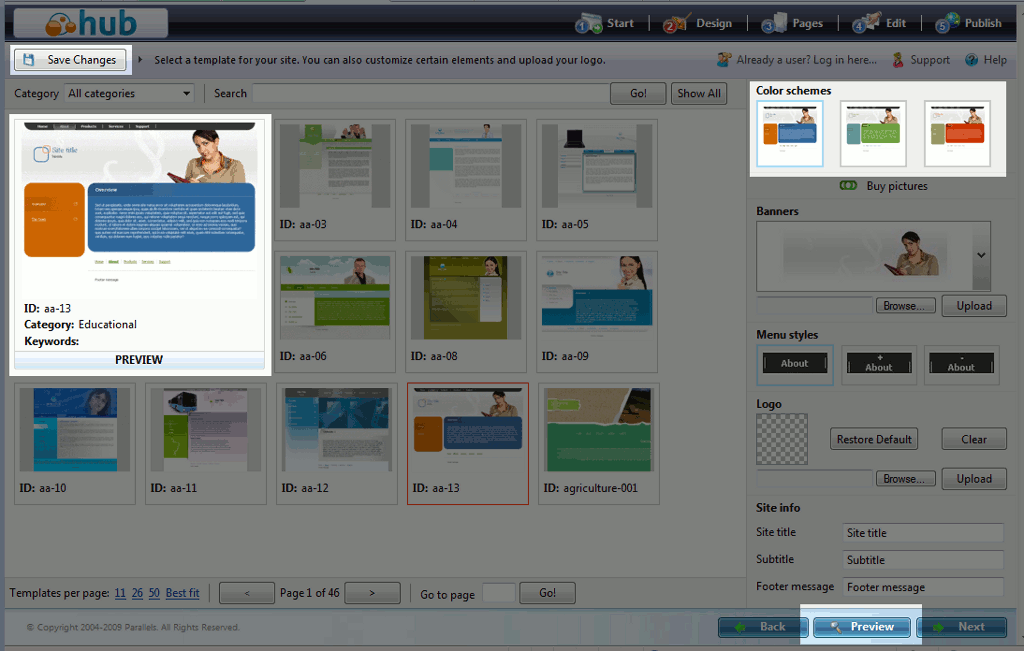 hub
1 Start
2 Design
3 Pages
4 Edit
5 Publish
Save Changes
Select a template for your site. You can also customize certain elements and upload your logo.
Already a user? Log in here...
Support
Help
Category All categories
Search
Go!
Show All
Home About Products Services Support
Site title
Overview
Home About Products Services Support
Footer message
ID: aa-13
Category: Educational
Keywords:
PREVIEW
ID: aa-03
ID: aa-04
ID: aa-05
ID: aa-06
ID: aa-08
ID: aa-09
ID: aa-10
ID: aa-11
ID: aa-12
ID: aa-13
ID: agriculture-001
Templates per page: 11 26 50 Best fit
<
Page 1 of 46
>
Go to page
Go!
Color schemes
Buy pictures
Banners
Browse...
Upload
Menu styles
About
+
About
-
About
Logo
Restore Default
Clear
Browse...
Upload
Site info
Site title Site title
Subtitle Subtitle
Footer message Footer message
© Copyright 2004-2009 Parallels. All Rights Reserved.
Back
Preview
Next